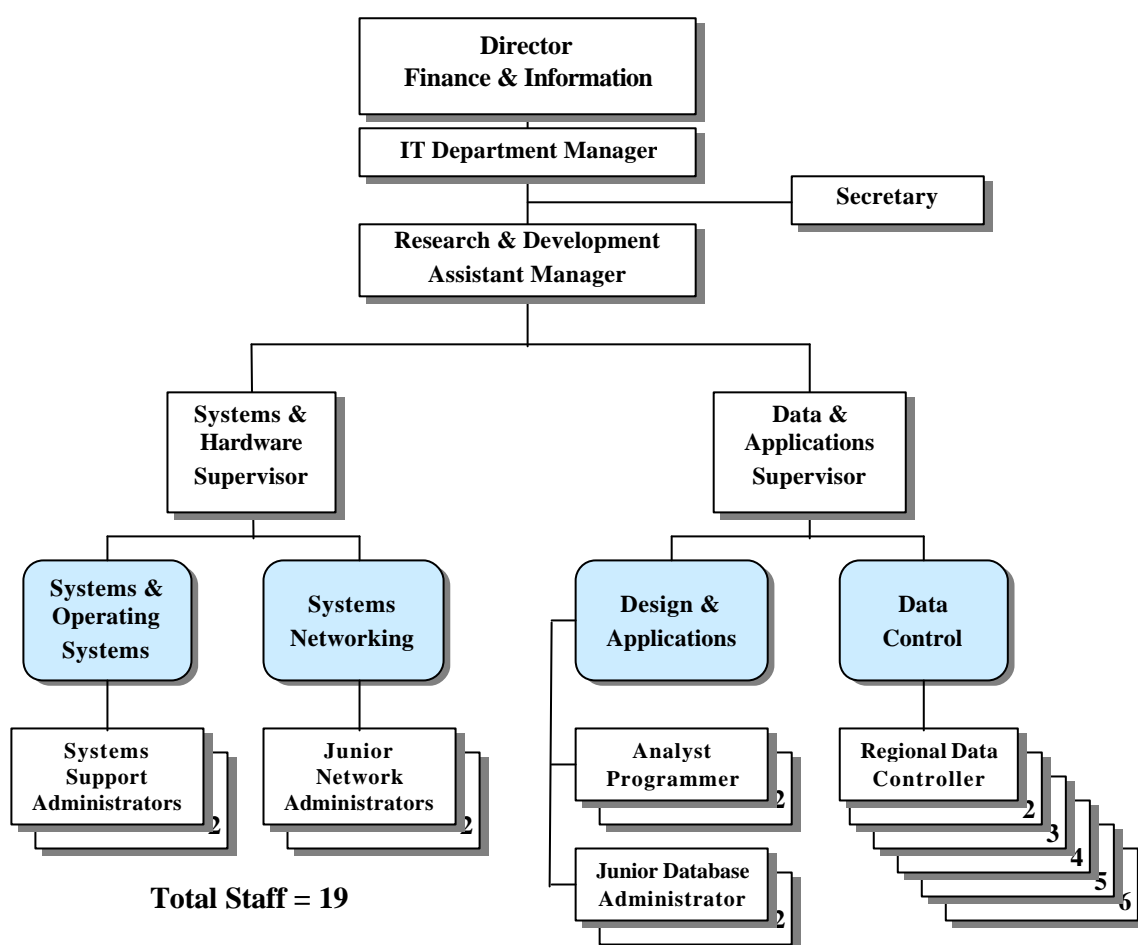 Director
Finance & Information
IT Department Manager
Secretary
Research & Development
Assistant Manager
Systems &
Hardware
Supervisor
Data &
Applications
Supervisor
Systems &
Operating
Systems
Systems
Networking
Design &
Applications
Data
Control
Systems
Support
Administrators
2
Junior
Network
Administrators
2
Analyst
Programmer
2
Regional Data
Controller
2
3
4
5
6
Junior Database
Administrator
2
Total Staff = 19